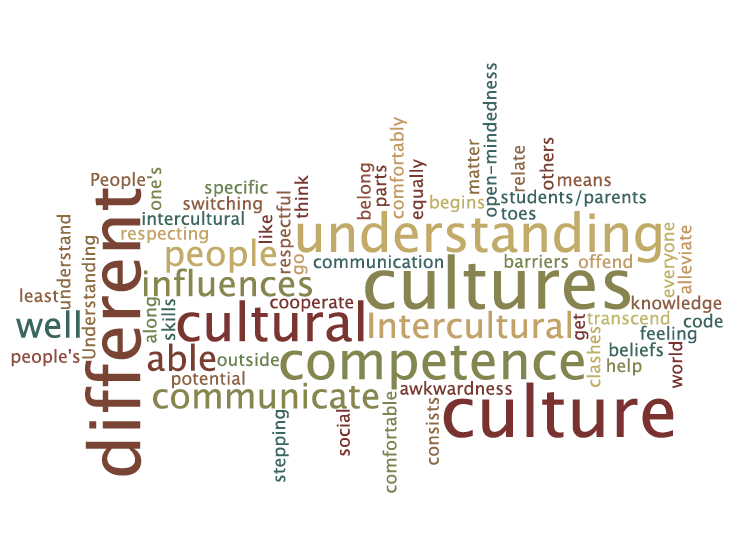 open-mindedness
comfortably
matter
relate
others
belong
parts
equally
means
People-
one's
specific
switching
respectful
think
begins
students/parents
toes
intercultural
like
respecting
understanding
people
go
communication
barriers
offend
everyone
alleviate
different
understand
Understanding
influences
cultures
least
along
skills
cooperate
knowledge
well
cultural
Intercultural
get
transcend
code
clashes
feeling
people's
able
outside
competence
beliefs
help
world
potential
communicate
awkwardness
culture
stepping
social
comfortable
consists